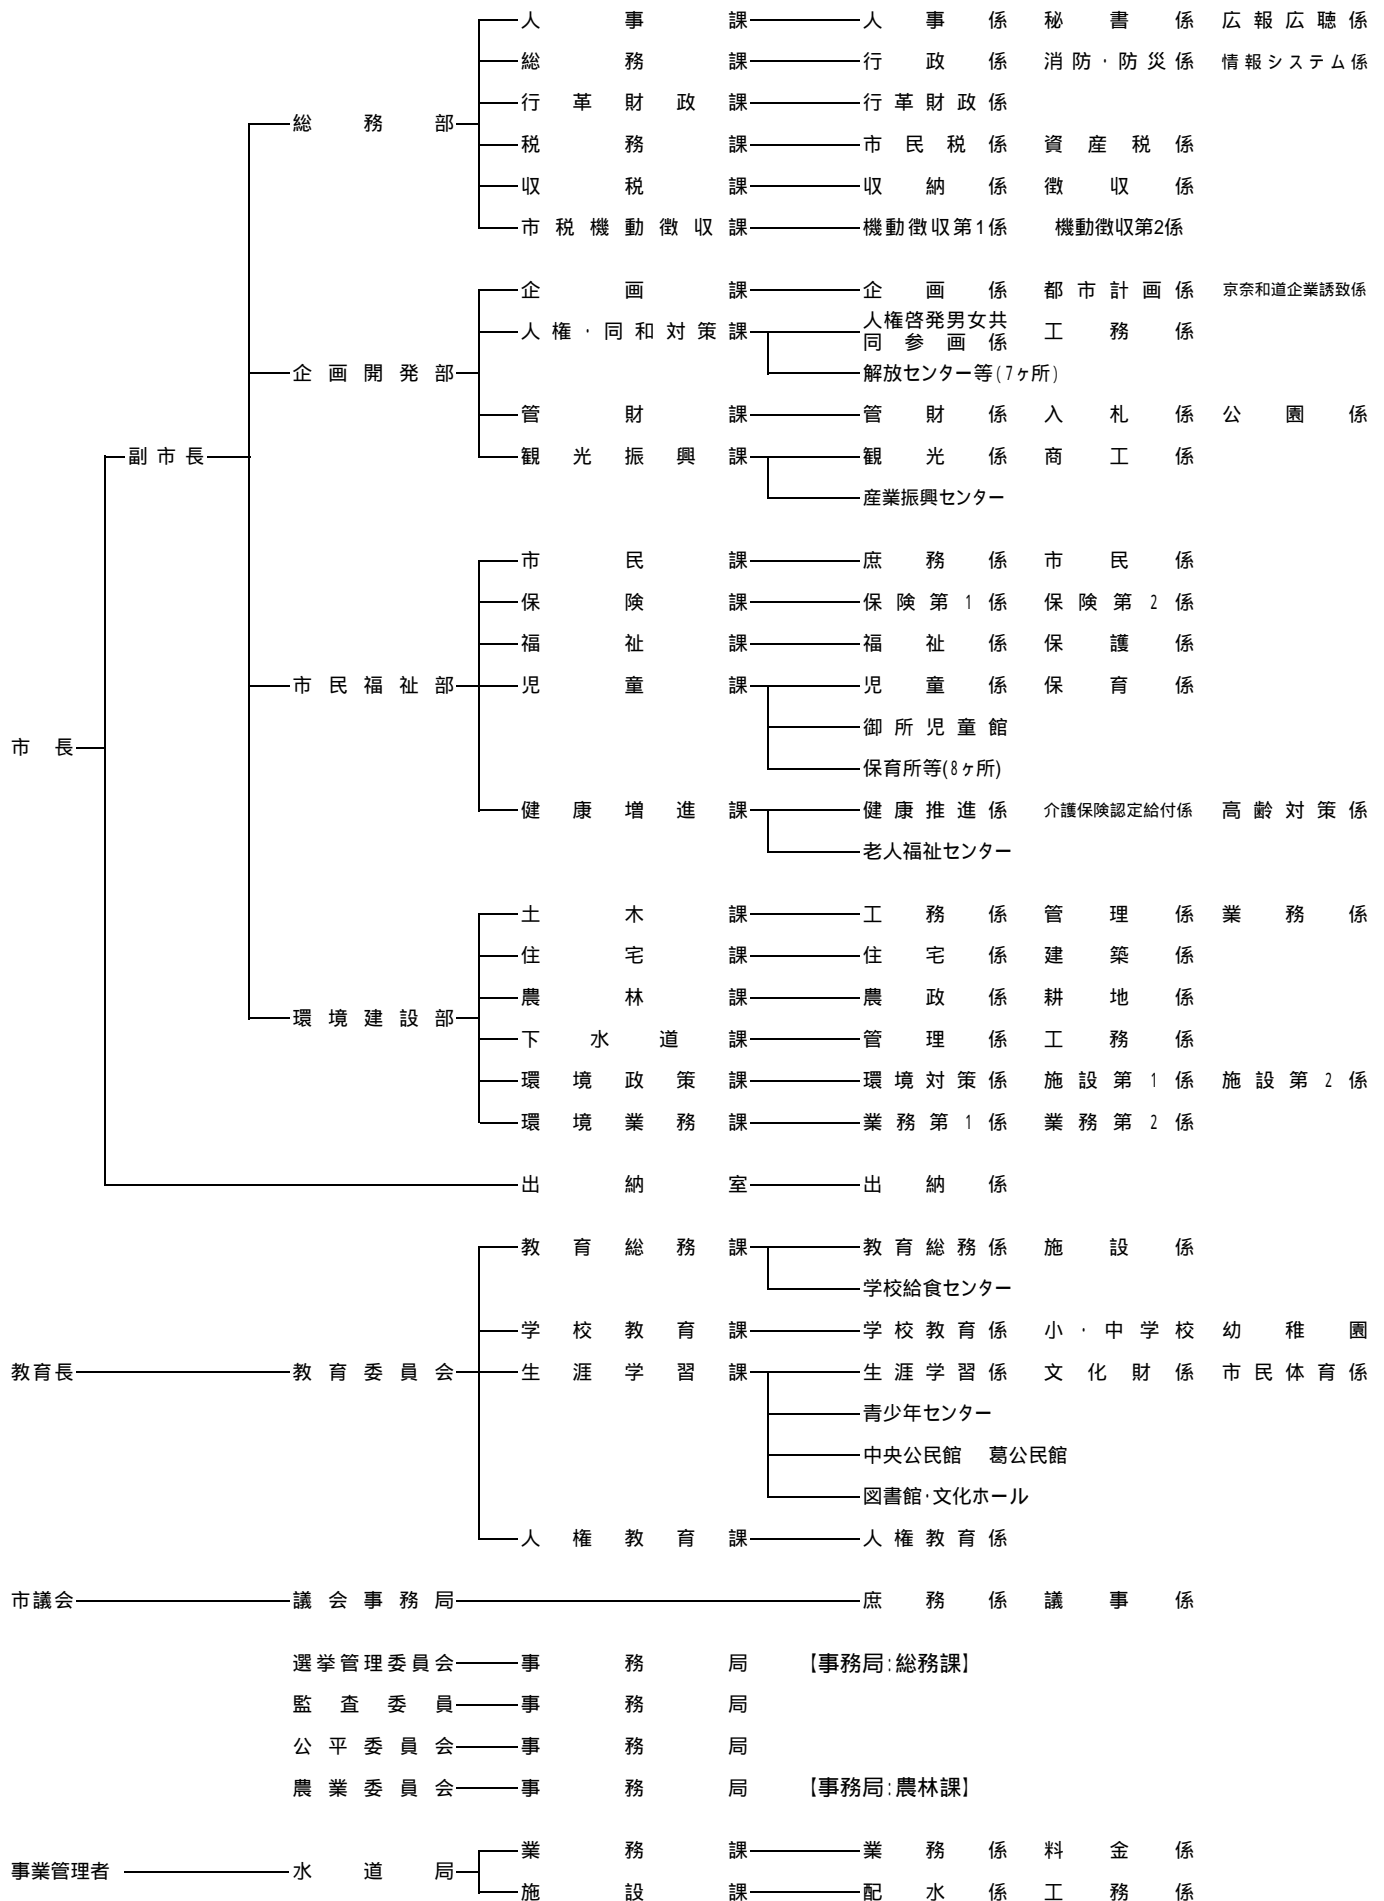 人事課 人事係 秘書係 広報広聴係
総務課 行政係 消防・防災係 情報システム係
行革財政課 行革財政係
総務部
税務課 市民税係 資産税係
収税課 収納係 徴収係
市税機動徴収課 機動徴収第1係 機動徴収第2係
企画課 企画係 都市計画係 京奈和道企業誘致係
人権・同和対策課 人権啓発男女共同参画係 工務係
企画開発部 解放センター等(7ヶ所)
管財課 管財係 入札係 公園係
副市長 観光振興課 観光係 商工係
産業振興センター
市民課 庶務係 市民係
保険課 保険第1係 保険第2係
福祉課 福祉係 保護係
市民福祉部 児童課 児童係 保育係
御所児童館
市長
保育所等(8ヶ所)
健康増進課 健康推進係 介護保険認定給付係 高齢対策係
老人福祉センター
土木課 工務係 管理係 業務係
住宅課 住宅係 建築係
農林課 農政係 耕地係
環境建設部
下水道課 管理係 工務係
環境政策課 環境対策係 施設第1係 施設第2係
環境業務課 業務第1係 業務第2係
出納室 出納係
教育総務課 教育総務係 施設係
学校給食センター
学校教育課 学校教育係 小・中学校 幼稚園
教育長 教育委員会 生涯学習課 生涯学習係 文化財係 市民体育係
青少年センター
中央公民館 葛公民館
図書館・文化ホール
人権教育課 人権教育係
市議会 議会事務局 庶務係 議事係
選挙管理委員会 事務局 【事務局:総務課】
監査委員 事務局
公平委員会 事務局
農業委員会 事務局 【事務局:農林課】
業務課 業務係 料金係
事業管理者 水道局
施設課 配水係 工務係